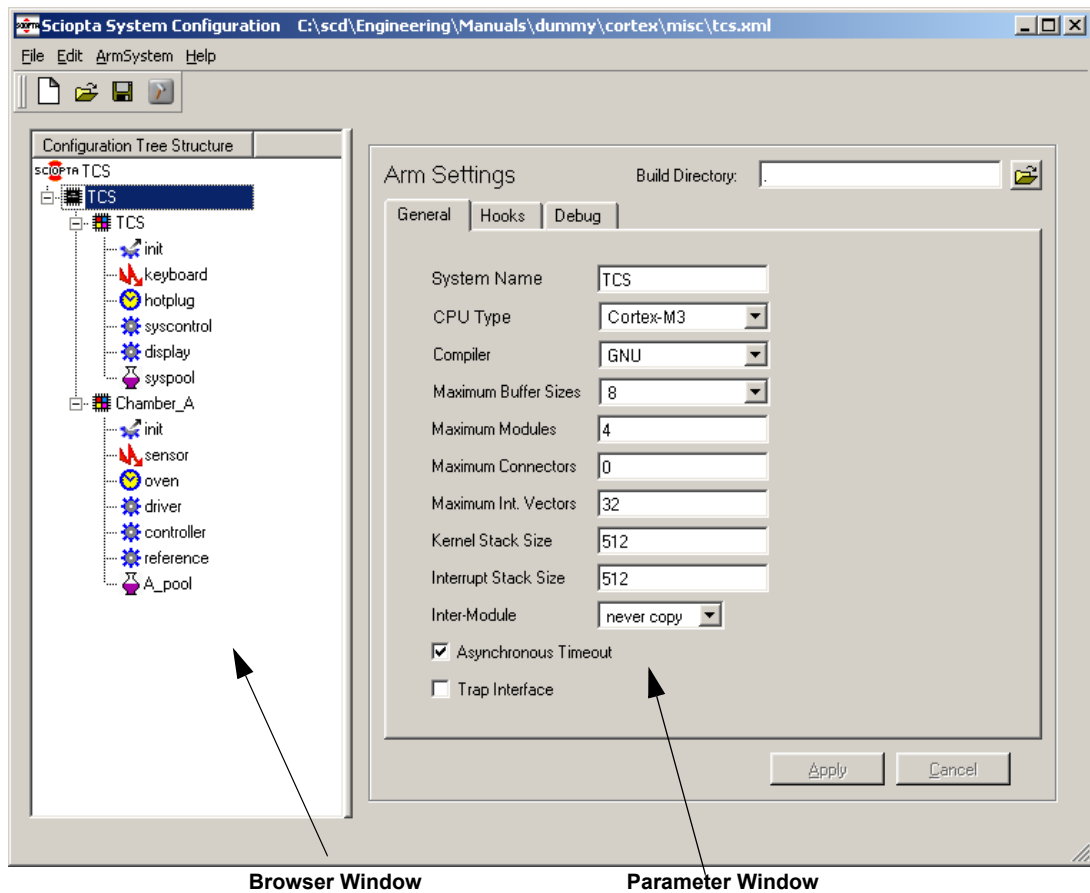 Sciopta System Configuration C:\scd\Engineering\Manuals\dummy\cortex\misc\tcs.xml
File Edit ArmSystem Help
Configuration Tree Structure
SCIOPTA TCS
TCS
TCS
init
keyboard
hotplug
syscontrol
display
syspool
Chamber_A
init
sensor
oven
driver
controller
reference
A_pool
Arm Settings
Build Directory: .
General Hooks Debug
System Name TCS
CPU Type Cortex-M3
Compiler GNU
Maximum Buffer Sizes 8
Maximum Modules 4
Maximum Connectors 0
Maximum Int. Vectors 32
Kernel Stack Size 512
Interrupt Stack Size 512
Inter-Module never copy
Asynchronous Timeout
Trap Interface
Apply Cancel
Browser Window Parameter Window